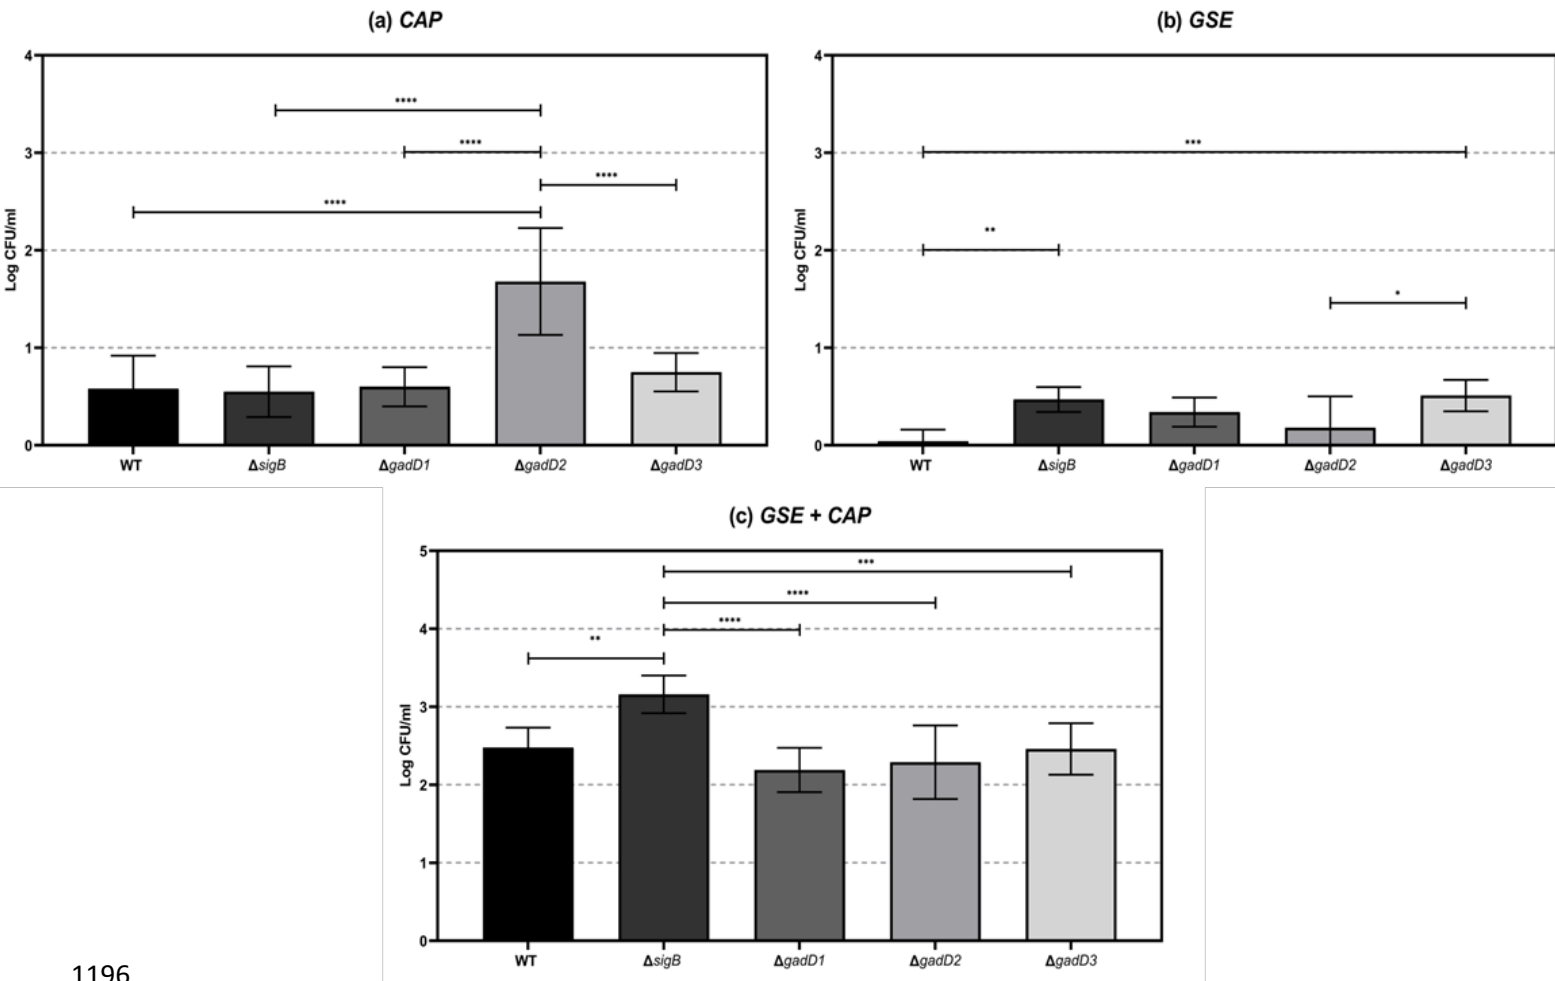 (a) CAP
4
3
2
1
0
Log CFU/ml
****
****
****
****
WT
ΔsigB
ΔgadD1
ΔgadD2
ΔgadD3
(b) GSE
4
3
2
1
0
Log CFU/ml
***
**
*
WT
ΔsigB
ΔgadD1
ΔgadD2
ΔgadD3
(c) GSE + CAP
5
4
3
2
1
0
Log CFU/ml
***
****
****
**
WT
ΔsigB
ΔgadD1
ΔgadD2
ΔgadD3
1196